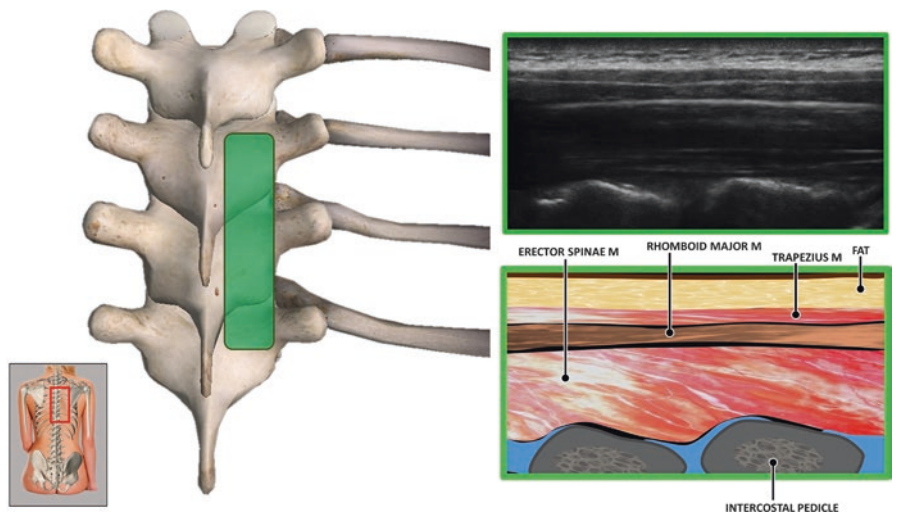 ERECTOR SPINAE M
RHOMBOID MAJOR M
TRAPEZIUS M
FAT
INTERCOSTAL PEDICLE